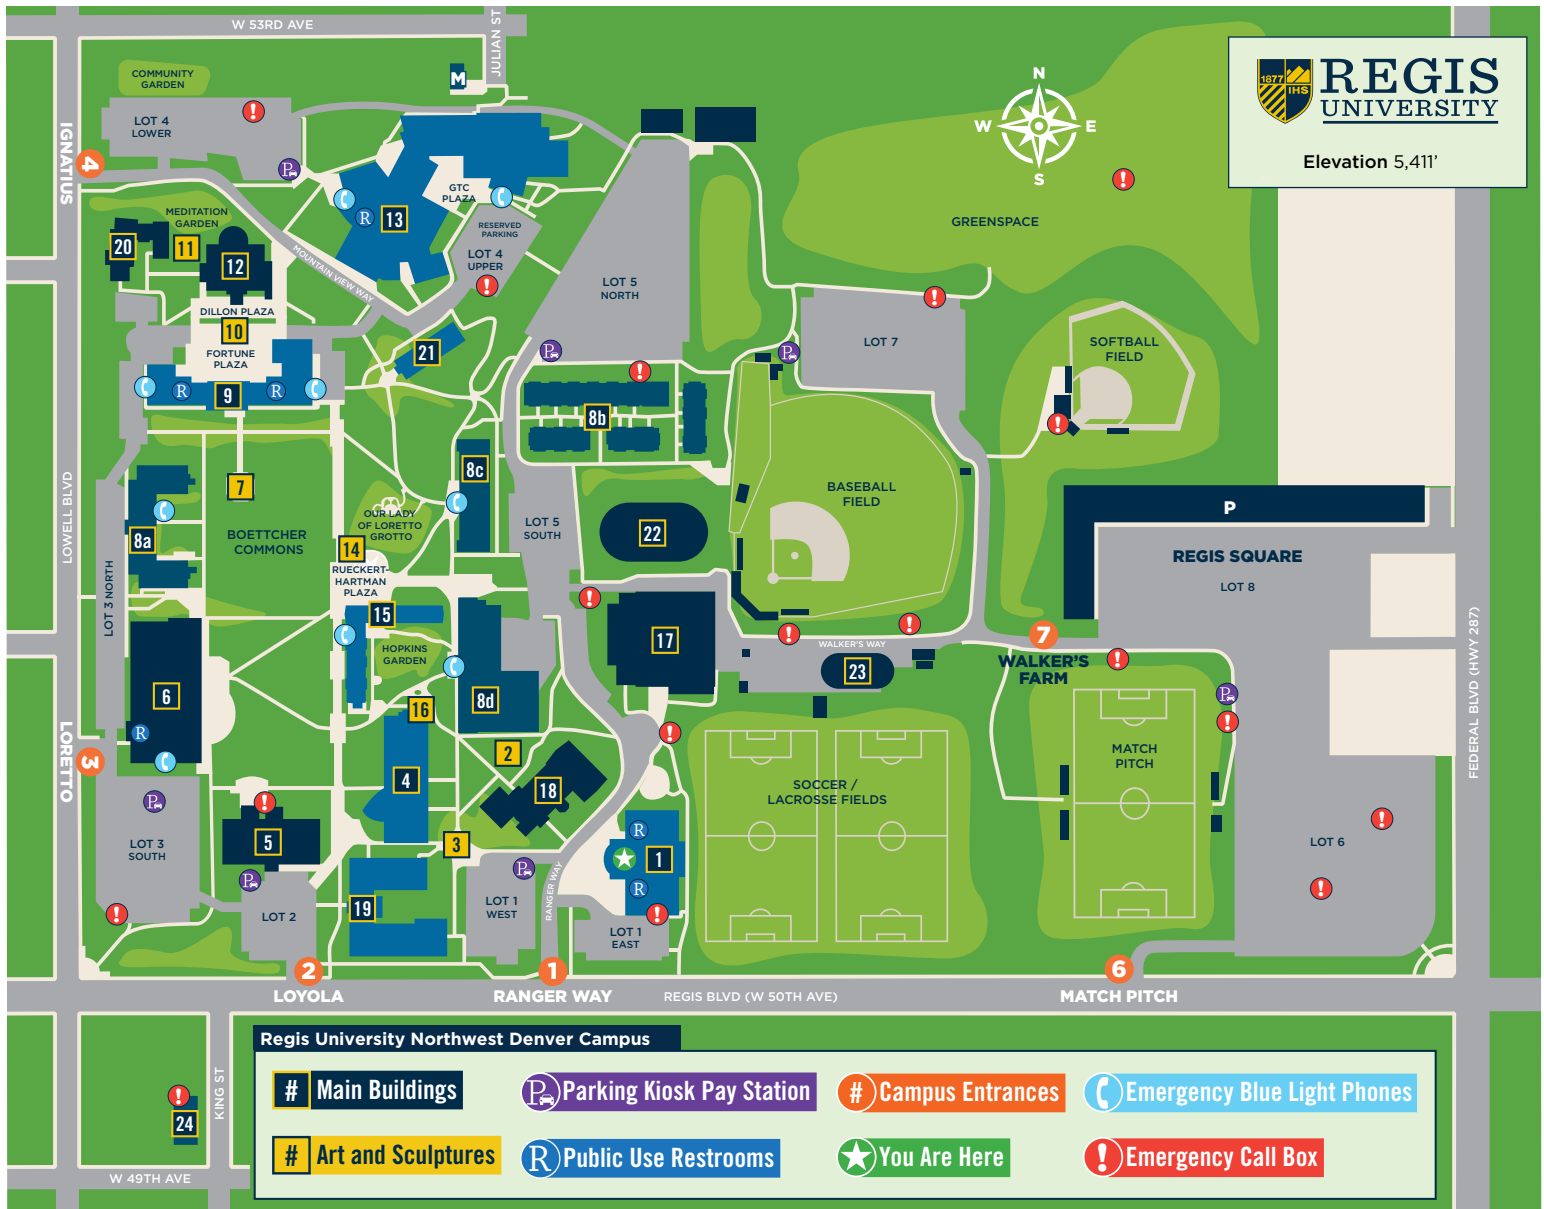 W 53RD AVE
JULIAN ST
COMMUNITY
GARDEN
M
N
W
E
S
1877
IHS
REGIS
UNIVERSITY
Elevation 5,411'
LOT 4
LOWER
IGNATIUS
4
P
GTC
PLAZA
R
13
MEDITATION
GARDEN
RESERVED
PARKING
LOT 4
UPPER
GREENSPACE
20
11
12
MOUNTAIN VIEW WAY
LOT 5
NORTH
DILLON PLAZA
10
FORTUNE
PLAZA
21
P
P
LOT 7
SOFTBALL
FIELD
R
9
R
8b
8c
7
LOWELL BLVD
BOETTCHER
COMMONS
OUR LADY
OF LORETTO
GROTTO
LOT 5
SOUTH
22
BASEBALL
FIELD
P
8a
14
RUECKERT-
HARTMAN
PLAZA
REGIS SQUARE
LOT 8
LOT 3 NORTH
15
HOPKINS
GARDEN
17
WALKER'S WAY
23
7
WALKER'S
FARM
FEDERAL BLVD (HWY 287)
6
8d
16
R
P
LORETTO
3
2
4
18
MATCH
PITCH
SOCCER /
LACROSSE FIELDS
P
LOT 3
SOUTH
5
3
R
1
R
LOT 6
P
P
RANGER WAY
LOT 2
19
LOT 1
WEST
LOT 1
EAST
2
LOYOLA
1
RANGER WAY
REGIS BLVD (W 50TH AVE)
6
MATCH PITCH
KING ST
24
W 49TH AVE
Regis University Northwest Denver Campus
# Main Buildings
P Parking Kiosk Pay Station
# Campus Entrances
Emergency Blue Light Phones
# Art and Sculptures
R Public Use Restrooms
You Are Here
! Emergency Call Box